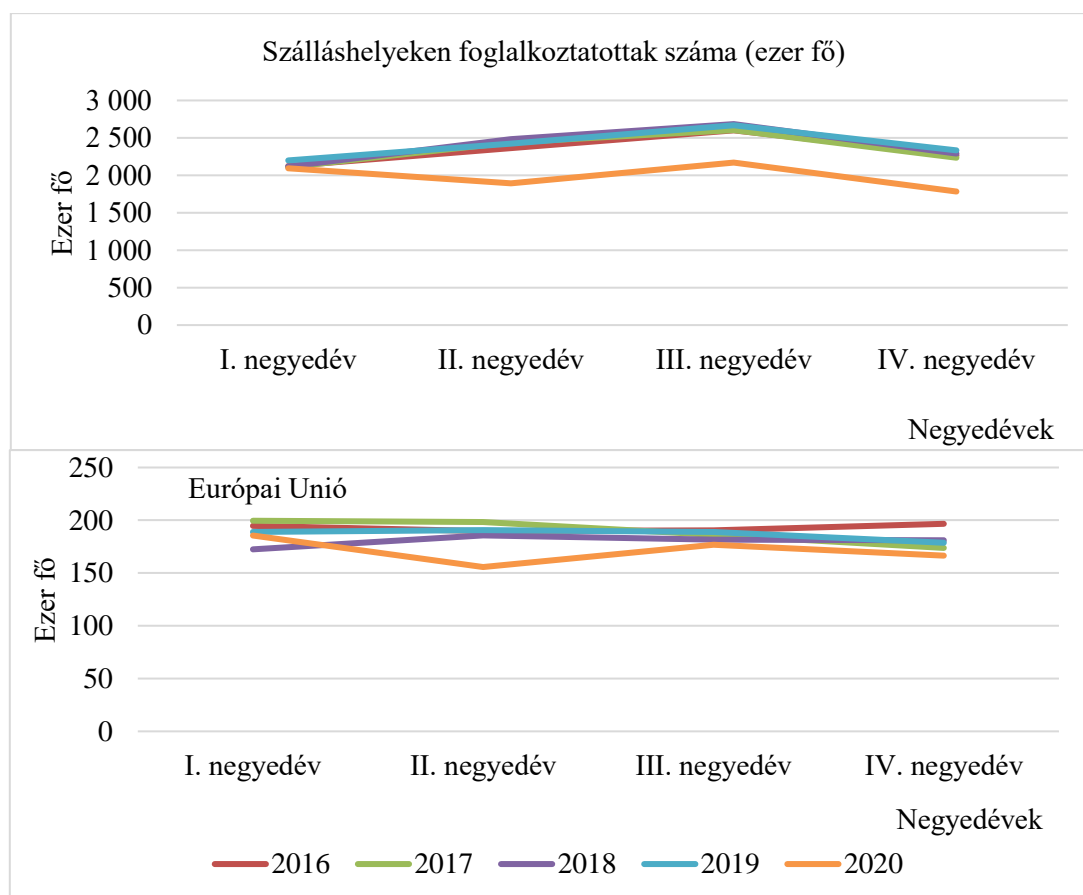 Szálláshelyeken foglalkoztatottak száma (ezer fő)
3 000
2 500
2 000
1 500
1 000
500
0
Ezer fő
I. negyedév II. negyedév III. negyedév IV. negyedév
Negyedévek
Európai Unió
250
200
150
100
50
0
Ezer fő
I. negyedév II. negyedév III. negyedév IV. negyedév
Negyedévek
2016 2017 2018 2019 2020